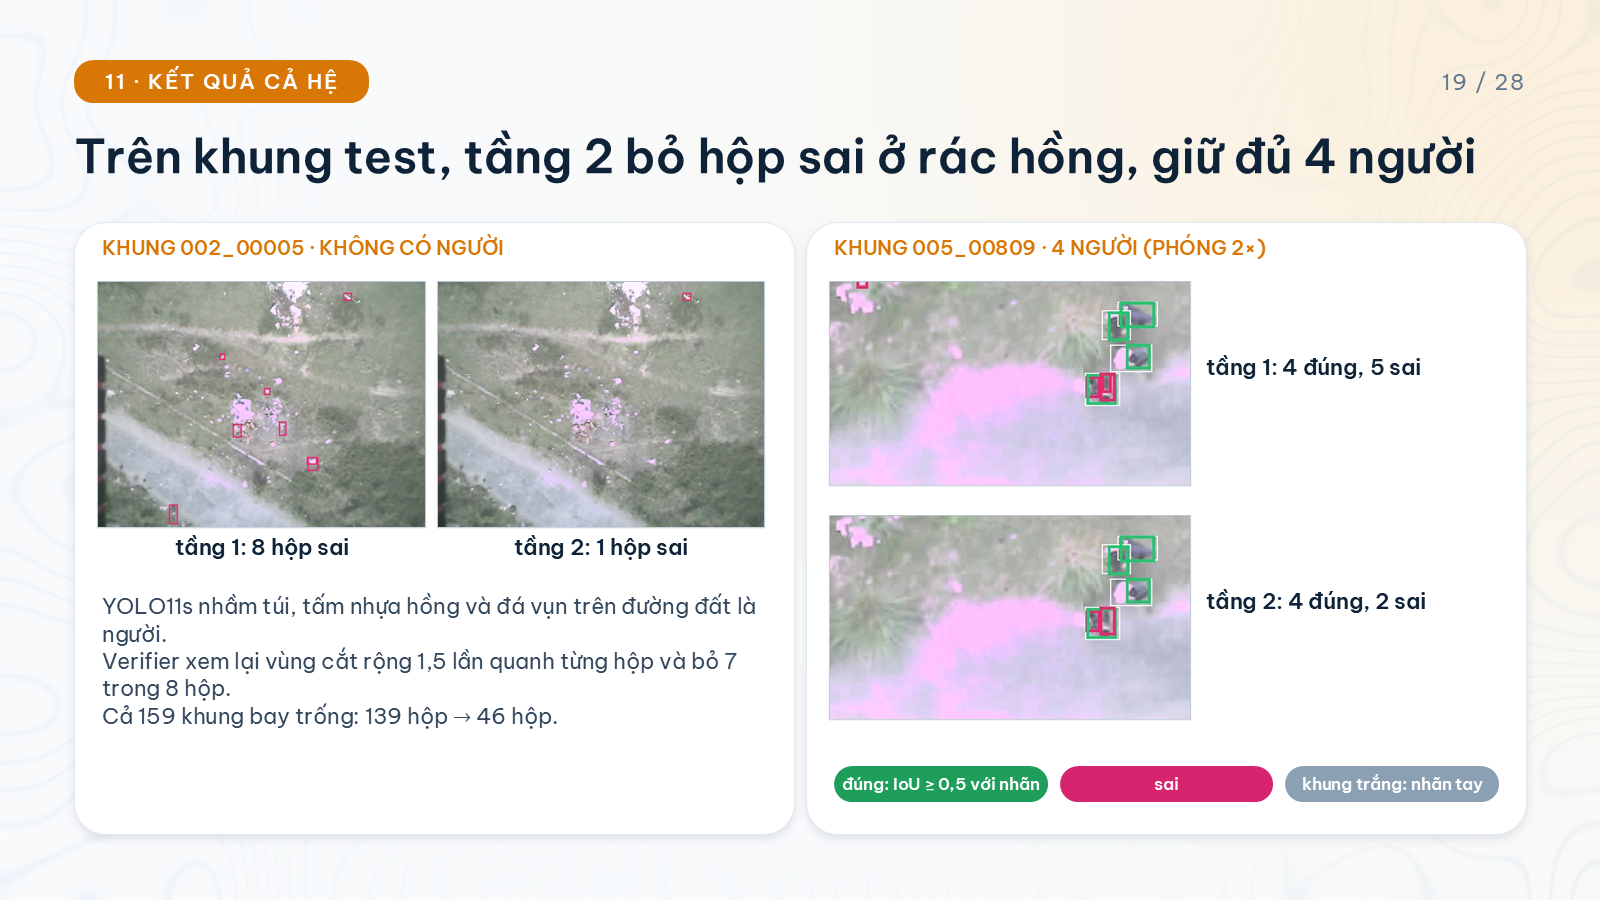 11 · KẾT QUẢ CẢ HỆ
19 / 28
Trên khung test, tầng 2 bỏ hộp sai ở rác hồng, giữ đủ 4 người
KHUNG 002_00005 · KHÔNG CÓ NGƯỜI
tầng 1: 8 hộp sai
tầng 2: 1 hộp sai
YOLO11s nhầm túi, tấm nhựa hồng và đá vụn trên đường đất là
người.
Verifier xem lại vùng cắt rộng 1,5 lần quanh từng hộp và bỏ 7
trong 8 hộp.
Cả 159 khung bay trống: 139 hộp → 46 hộp.
KHUNG 005_00809 · 4 NGƯỜI (PHÓNG 2×)
tầng 1: 4 đúng, 5 sai
tầng 2: 4 đúng, 2 sai
đúng: IoU ≥ 0,5 với nhãn
sai
khung trắng: nhãn tay